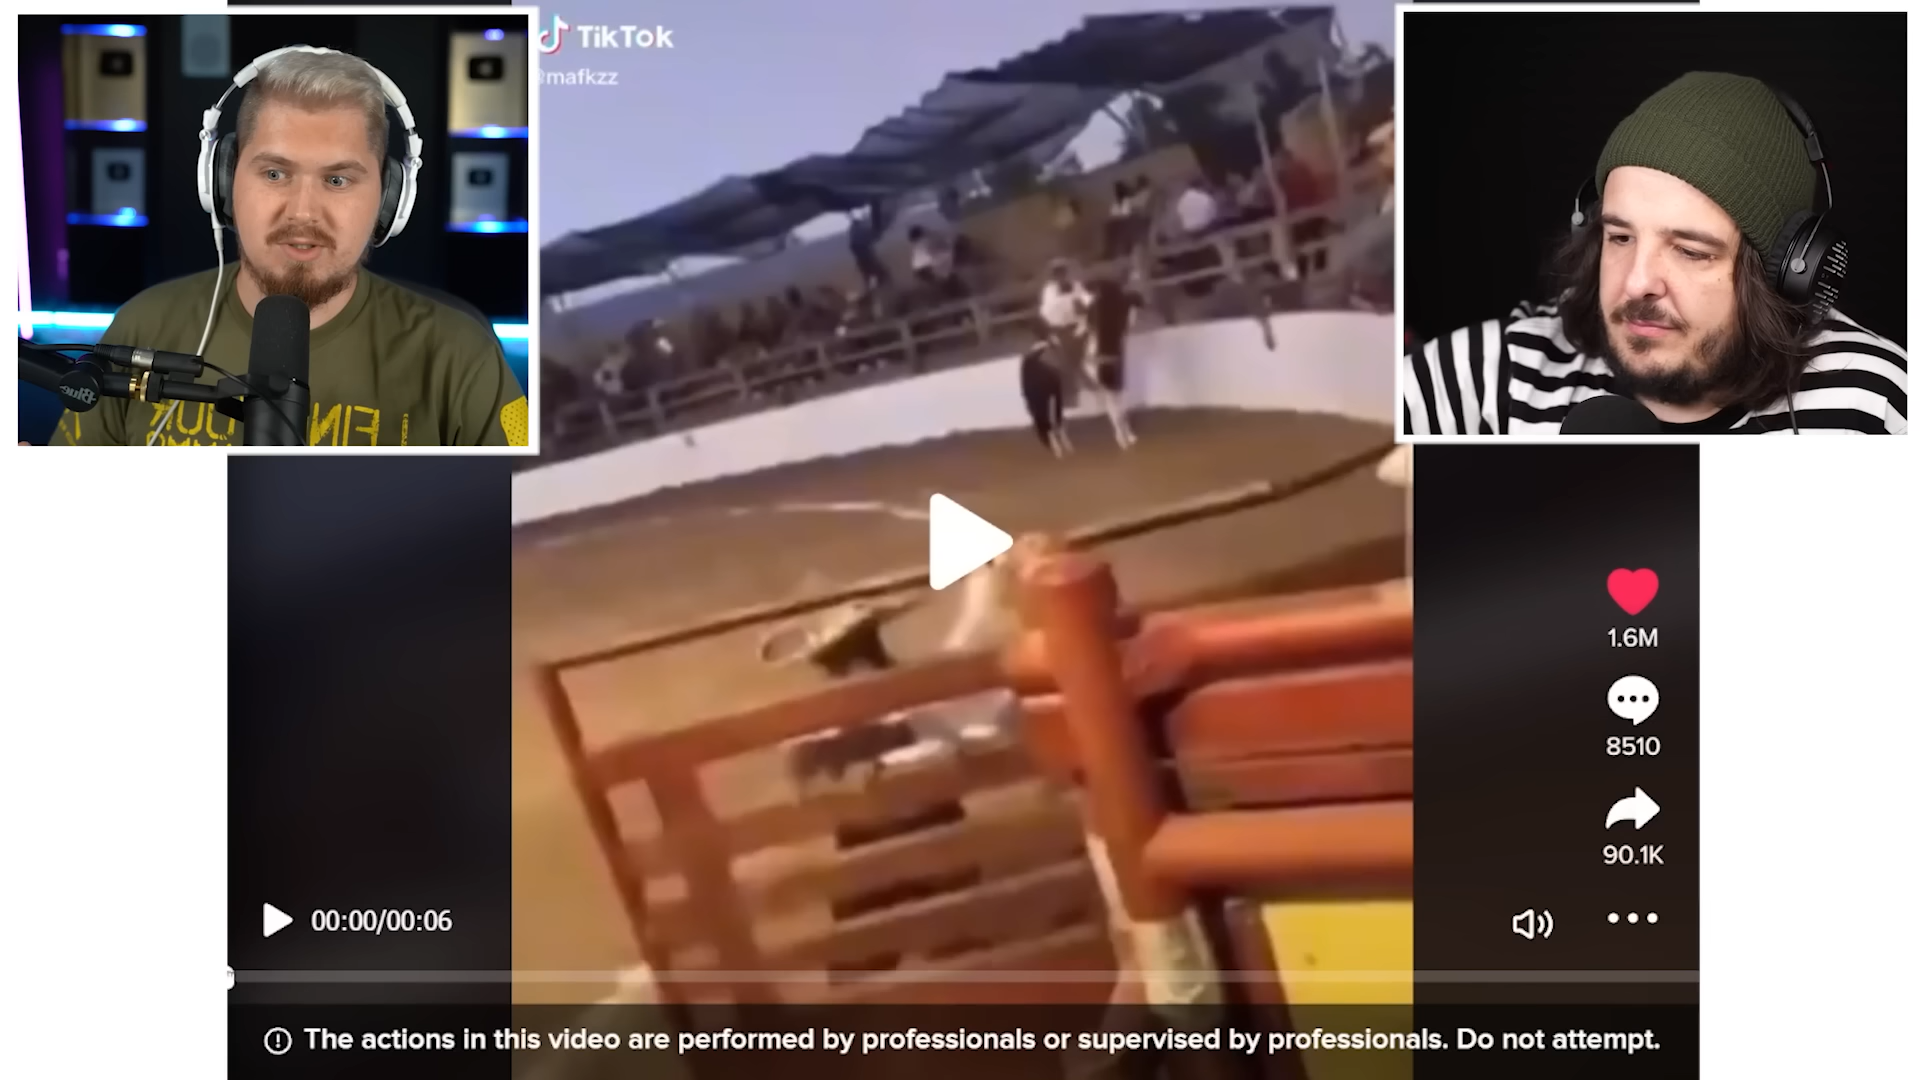 TikTok
@mafkzz
Blue
1.6M
8510
90.1K
00:00/00:06
The actions in this video are performed by professionals or supervised by professionals. Do not attempt.